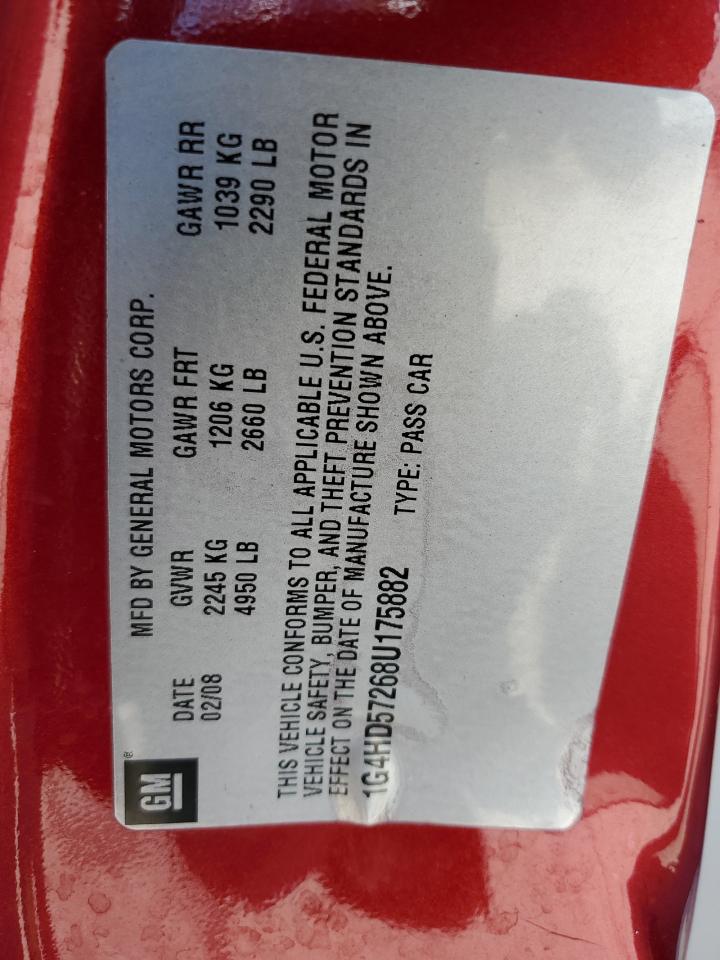 GM®
MFD BY GENERAL MOTORS CORP.
DATE GVWR GAWR FRT GAWR RR
02/08 2245 KG 1206 KG 1039 KG
4950 LB 2660 LB 2290 LB
THIS VEHICLE CONFORMS TO ALL APPLICABLE U.S. FEDERAL MOTOR
VEHICLE SAFETY, BUMPER, AND THEFT PREVENTION STANDARDS IN
EFFECT ON THE DATE OF MANUFACTURE SHOWN ABOVE.
1G4HD57268U175882 TYPE: PASS CAR